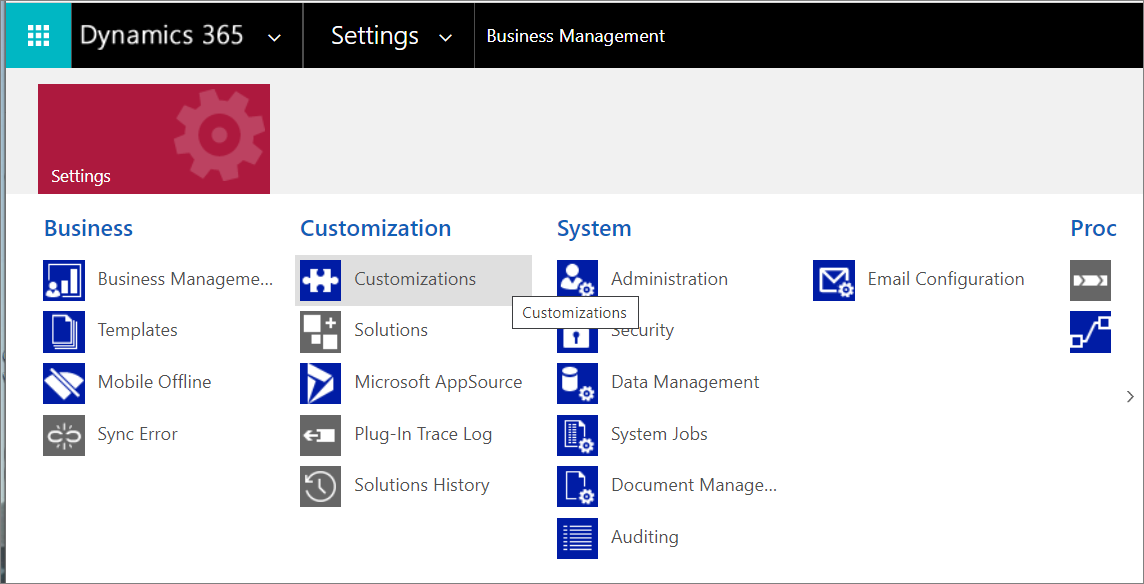 Dynamics 365
Settings
Business Management
Settings
Business
Business Manageme...
Templates
Mobile Offline
Sync Error
Customization
Customizations
Customizations
Solutions
Microsoft AppSource
Plug-In Trace Log
Solutions History
System
Administration
Security
Data Management
System Jobs
Document Manage...
Auditing
Email Configuration
Proc